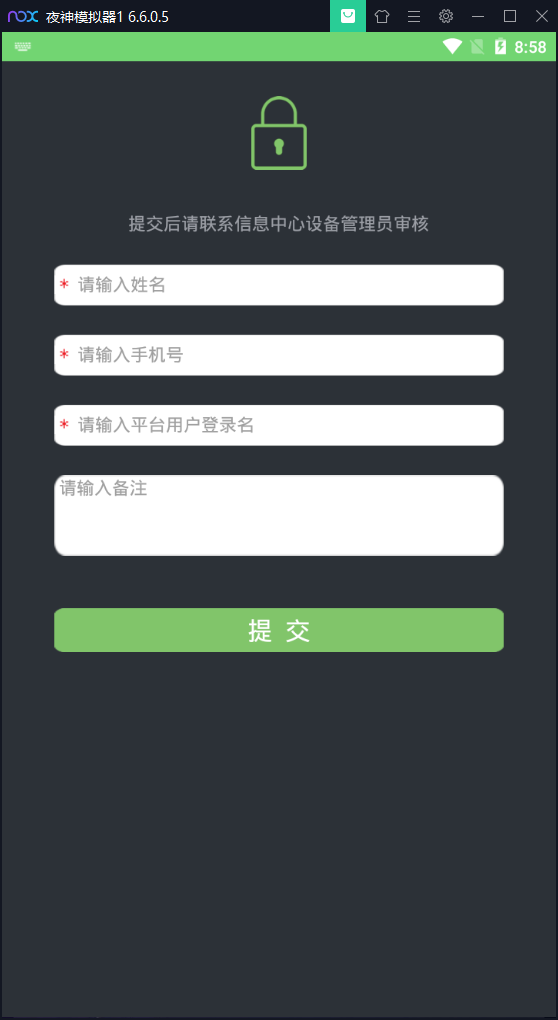 nox 夜神模拟器1 6.6.0.5
8:58
提交后请联系信息中心设备管理员审核
* 请输入姓名
* 请输入手机号
* 请输入平台用户登录名
请输入备注
提 交